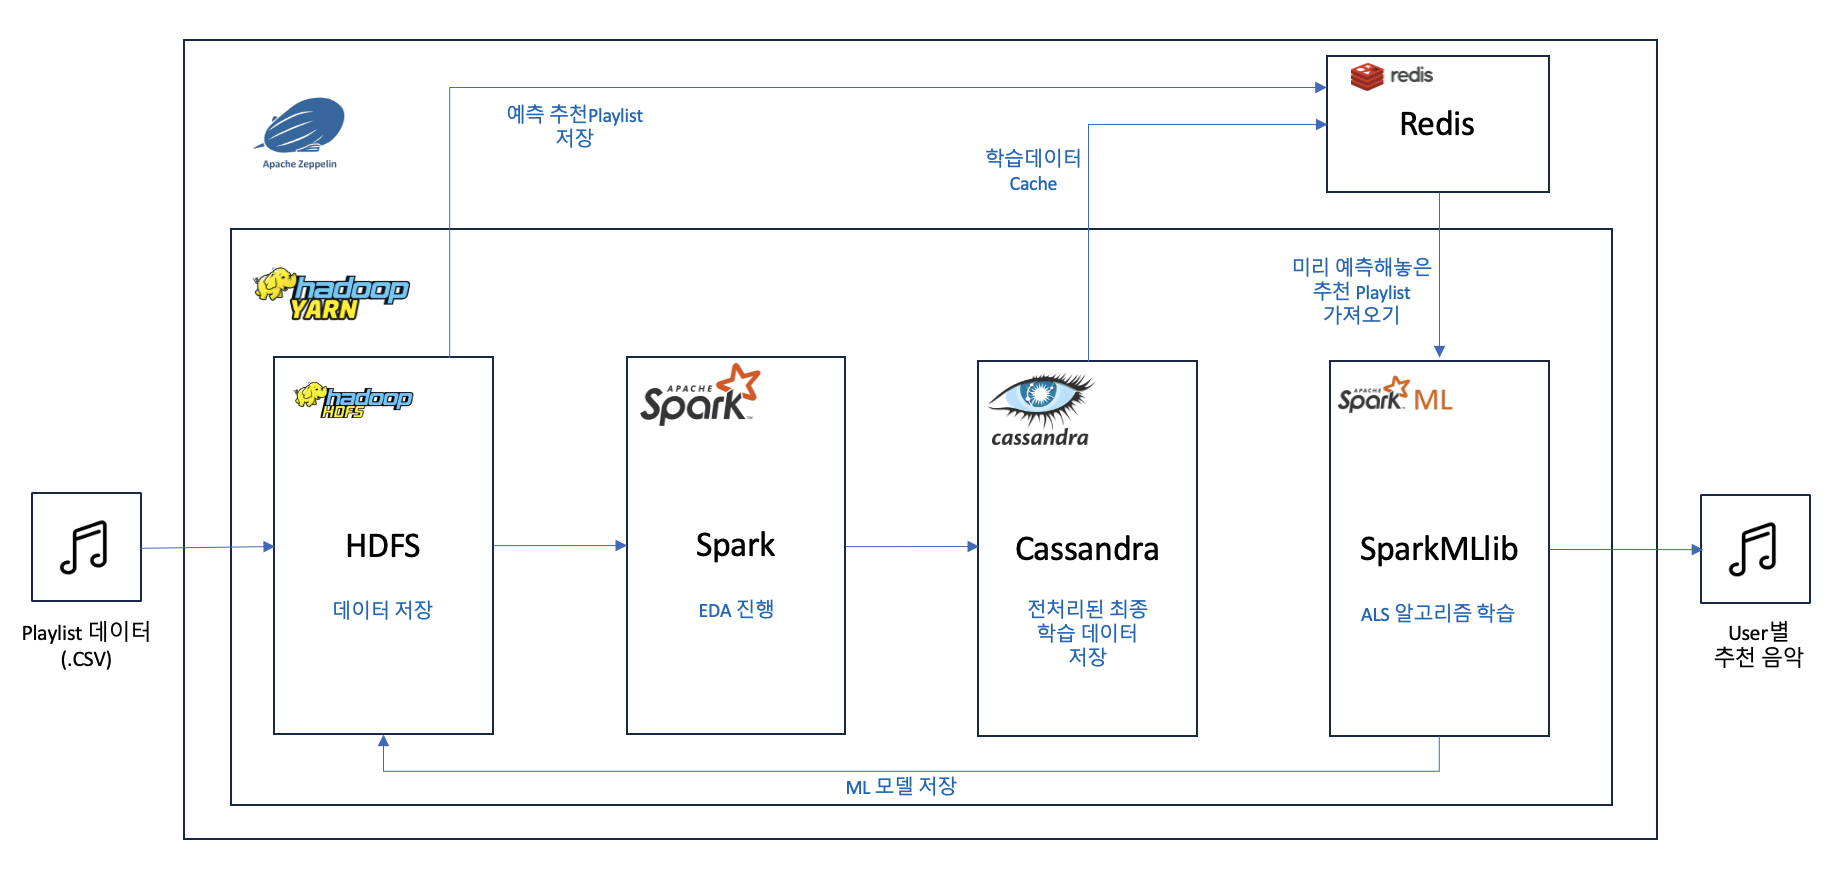 redis
Redis
예측 추천Playlist
저장
Apache Zeppelin
학습데이터
Cache
hadoop
YARN
미리 예측해놓은
추천 Playlist
가져오기
hadoop
HDFS
APACHE
Spark™
cassandra
APACHE
Spark™ ML
HDFS
데이터 저장
Spark
EDA 진행
Cassandra
전처리된 최종
학습 데이터
저장
SparkMLlib
ALS 알고리즘 학습
Playlist 데이터
(.CSV)
User별
추천 음악
ML 모델 저장